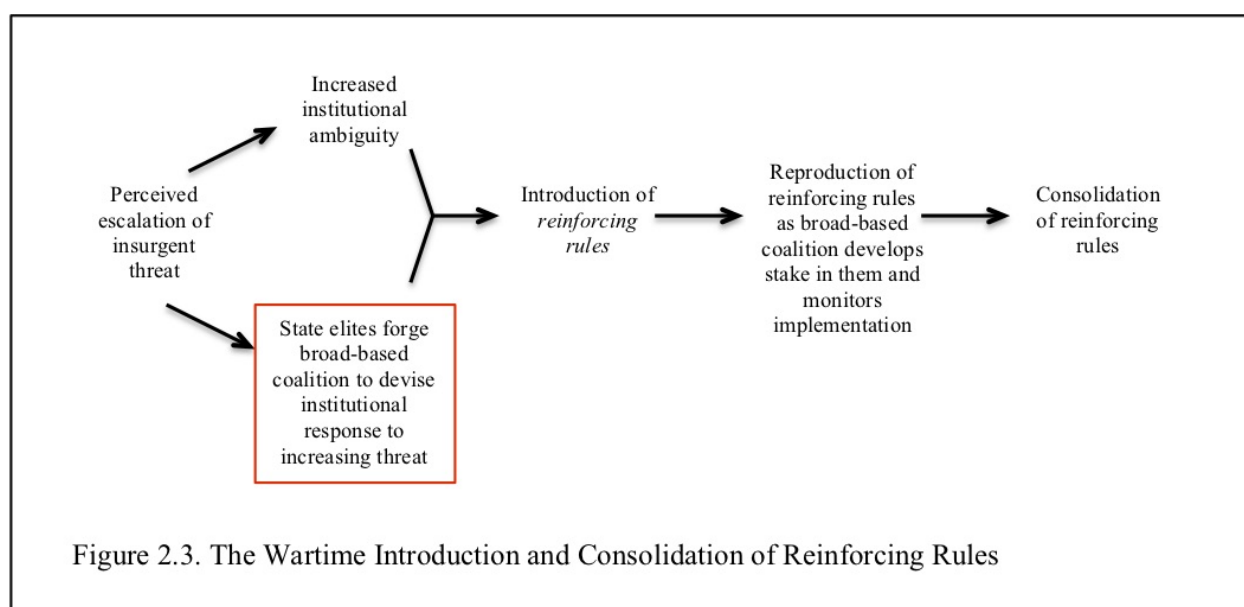 Increased
institutional
ambiguity
Perceived
escalation of
insurgent
threat
State elites forge
broad-based
coalition to devise
institutional
response to
increasing threat
Introduction of
reinforcing
rules
Reproduction of
reinforcing rules
as broad-based
coalition develops
stake in them and
monitors
implementation
Consolidation
of reinforcing
rules
Figure 2.3. The Wartime Introduction and Consolidation of Reinforcing Rules